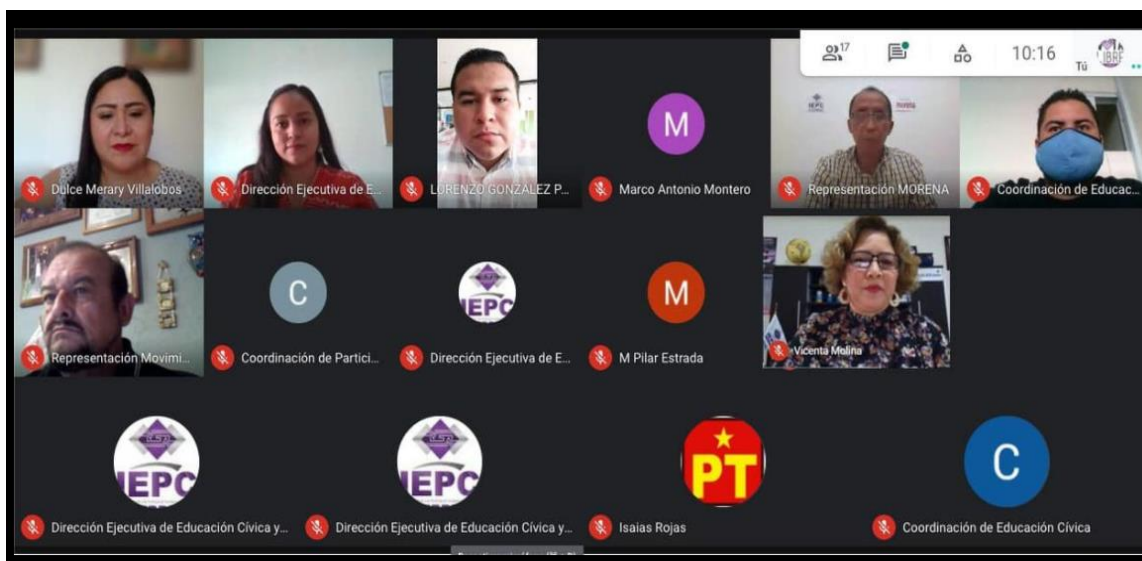 17
10:16
Tú
Dulce Merary Villalobos
Dirección Ejecutiva de E...
LORENZO GONZALEZ P...
M
Marco Antonio Montero
IEPC
morena
Representación MORENA
Coordinación de Educac...
Representación Movimi...
C
Coordinación de Partici...
IEPC
Dirección Ejecutiva de E...
M
M Pilar Estrada
Vicenta Molina
IEPC
Dirección Ejecutiva de Educación Cívica y...
IEPC
Dirección Ejecutiva de Educación Cívica y...
PT
Isaias Rojas
C
Coordinación de Educación Cívica